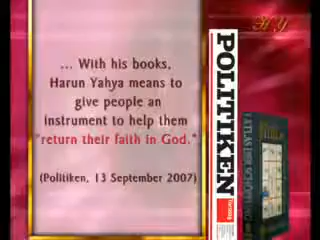 ... With his books,
Harun Yahya means to
give people an
instrument to help them
"return their faith in God."
(Politiken, 13 September 2007)
POLITIKEN
HY